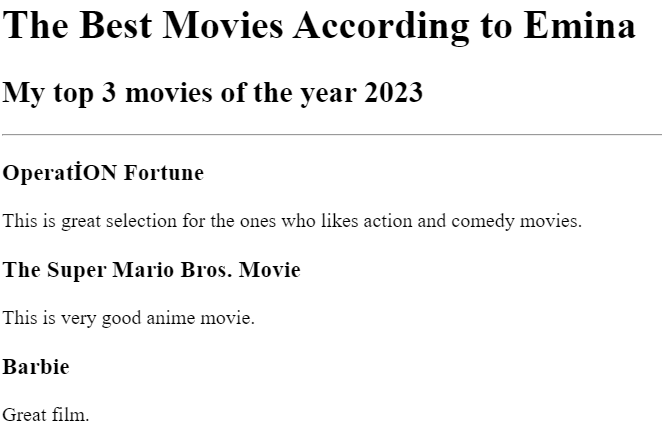 The Best Movies According to Emina
My top 3 movies of the year 2023
OperatİON Fortune
This is great selection for the ones who likes action and comedy movies.
The Super Mario Bros. Movie
This is very good anime movie.
Barbie
Great film.